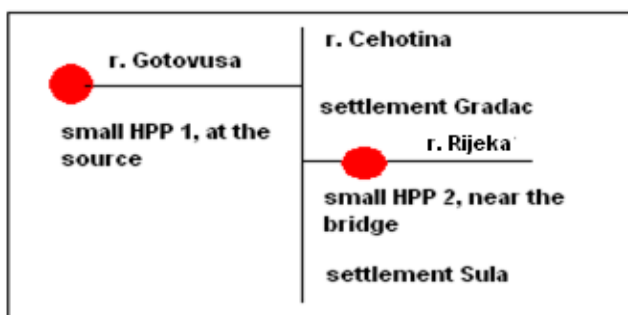 r. Gotovusa
small HPP 1, at the
source
r. Cehotina
settlement Gradac
r. Rijeka
small HPP 2, near the
bridge
settlement Sula